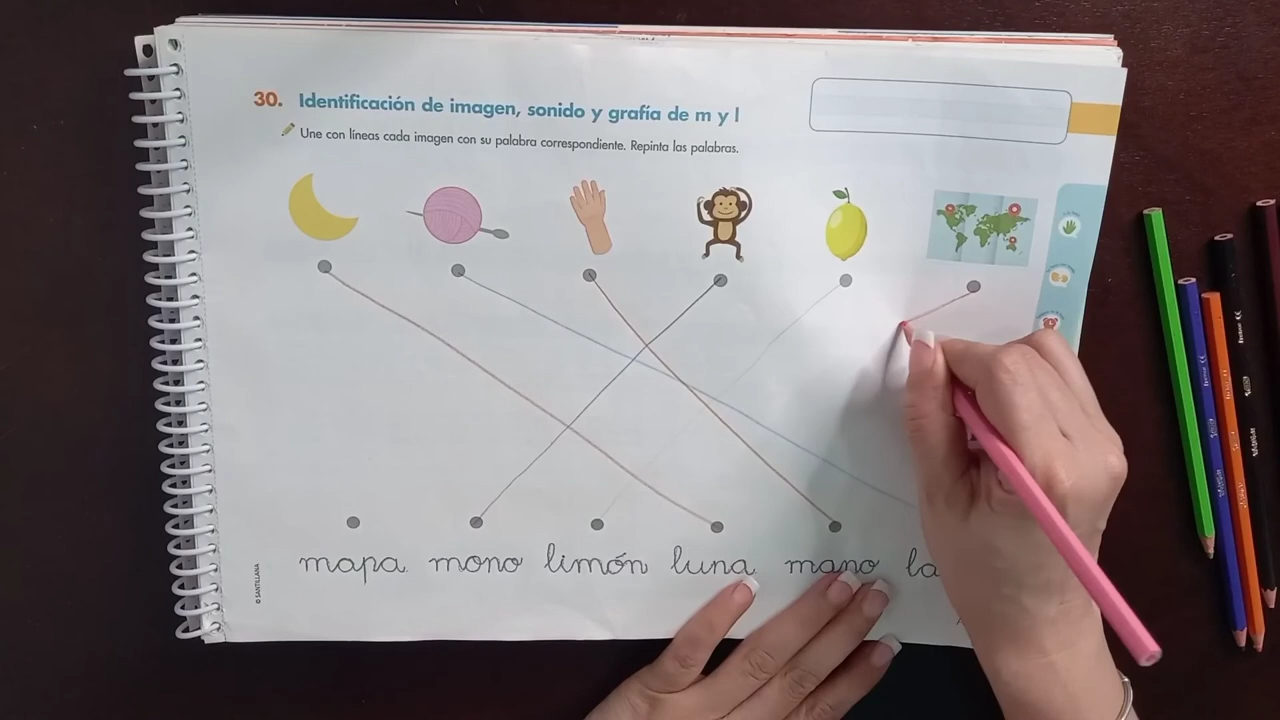 30. Identificación de imagen, sonido y grafía de m y l
Une con líneas cada imagen con su palabra correspondiente. Repinta las palabras.
mapa mono limón luna mano la
© SANTILLANA